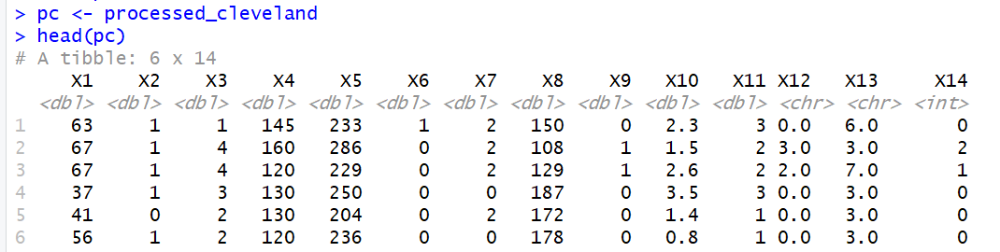 > pc <- processed_cleveland
> head(pc)
# A tibble: 6 x 14
X1 X2 X3 X4 X5 X6 X7 X8 X9 X10 X11 X12 X13 X14
<dbl> <dbl> <dbl> <dbl> <dbl> <dbl> <dbl> <dbl> <dbl> <dbl> <dbl> <chr> <chr> <int>
1 63 1 1 145 233 1 2 150 0 2.3 3 0.0 6.0 0
2 67 1 4 160 286 0 2 108 1 1.5 2 3.0 3.0 2
3 67 1 4 120 229 0 2 129 1 2.6 2 2.0 7.0 1
4 37 1 3 130 250 0 0 187 0 3.5 3 0.0 3.0 0
5 41 0 2 130 204 0 2 172 0 1.4 1 0.0 3.0 0
6 56 1 2 120 236 0 0 178 0 0.8 1 0.0 3.0 0